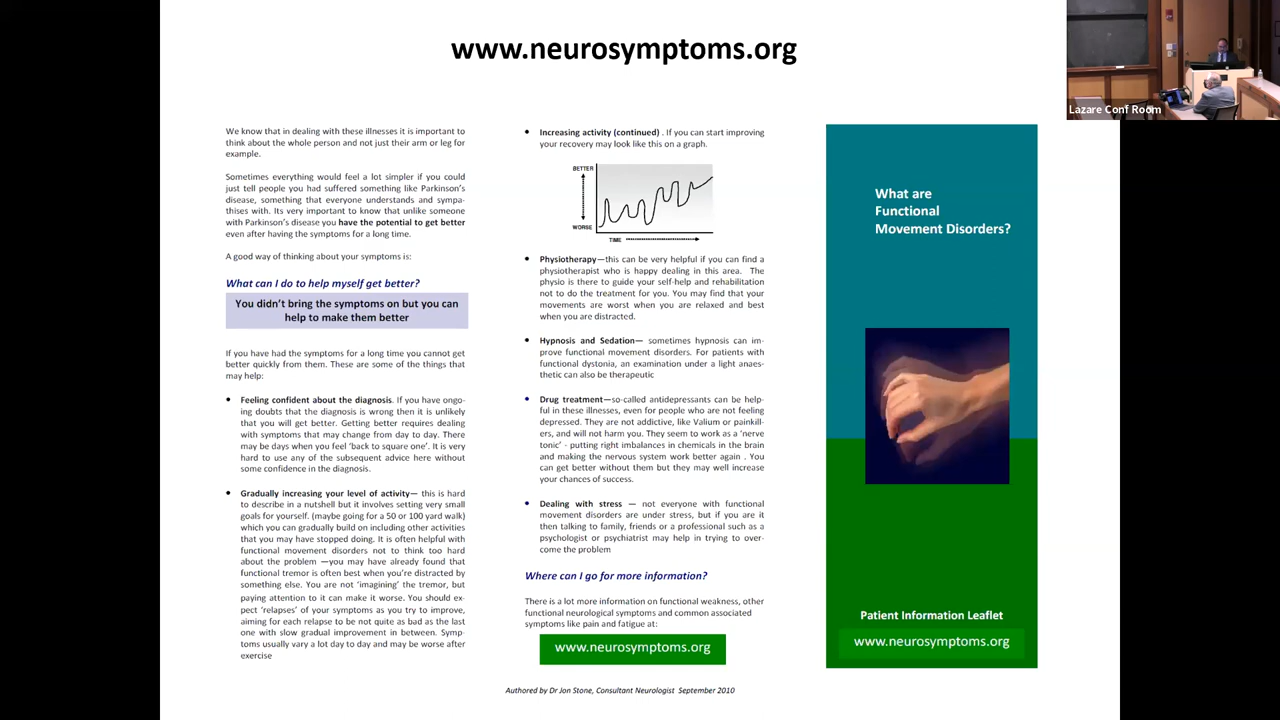 www.neurosymptoms.org
Lazare Conf Room
We know that in dealing with these illnesses it is important to
think about the whole person and not just their arm or leg for
example.
Sometimes everything would feel a lot simpler if you could
just tell people you had suffered something like Parkinson's
disease, something that everyone understands and sympa-
thises with. Its very important to know that unlike someone
with Parkinson's disease you have the potential to get better
even after having the symptoms for a long time.
A good way of thinking about your symptoms is:
What can I do to help myself get better?
You didn't bring the symptoms on but you can
help to make them better
If you have had the symptoms for a long time you cannot get
better quickly from them. These are some of the things that
may help:
• Feeling confident about the diagnosis. If you have ongo-
ing doubts that the diagnosis is wrong then it is unlikely
that you will get better. Getting better requires dealing
with symptoms that may change from day to day. There
may be days when you feel 'back to square one'. It is very
hard to use any of the subsequent advice here without
some confidence in the diagnosis.
• Gradually increasing your level of activity— this is hard
to describe in a nutshell but it involves setting very small
goals for yourself. (maybe going for a 50 or 100 yard walk)
which you can gradually build on including other activities
that you may have stopped doing. It is often helpful with
functional movement disorders not to think too hard
about the problem —you may have already found that
functional tremor is often best when you're distracted by
something else. You are not 'imagining' the tremor, but
paying attention to it can make it worse. You should ex-
pect 'relapses' of your symptoms as you try to improve,
aiming for each relapse to be not quite as bad as the last
one with slow gradual improvement in between. Symp-
toms usually vary a lot day to day and may be worse after
exercise
• Increasing activity (continued) . If you can start improving
your recovery may look like this on a graph.
BETTER
WORSE
TIME
• Physiotherapy—this can be very helpful if you can find a
physiotherapist who is happy dealing in this area. The
physio is there to guide your self-help and rehabilitation
not to do the treatment for you. You may find that your
movements are worst when you are relaxed and best
when you are distracted.
• Hypnosis and Sedation— sometimes hypnosis can im-
prove functional movement disorders. For patients with
functional dystonia, an examination under a light anaes-
thetic can also be therapeutic
• Drug treatment—so-called antidepressants can be help-
ful in these illnesses, even for people who are not feeling
depressed. They are not addictive, like Valium or painkill-
ers, and will not harm you. They seem to work as a 'nerve
tonic' - putting right imbalances in chemicals in the brain
and making the nervous system work better again . You
can get better without them but they may well increase
your chances of success.
• Dealing with stress — not everyone with functional
movement disorders are under stress, but if you are it
then talking to family, friends or a professional such as a
psychologist or psychiatrist may help in trying to over-
come the problem
Where can I go for more information?
There is a lot more information on functional weakness, other
functional neurological symptoms and common associated
symptoms like pain and fatigue at:
www.neurosymptoms.org
What are
Functional
Movement Disorders?
Patient Information Leaflet
www.neurosymptoms.org
Authored by Dr Jon Stone, Consultant Neurologist September 2010